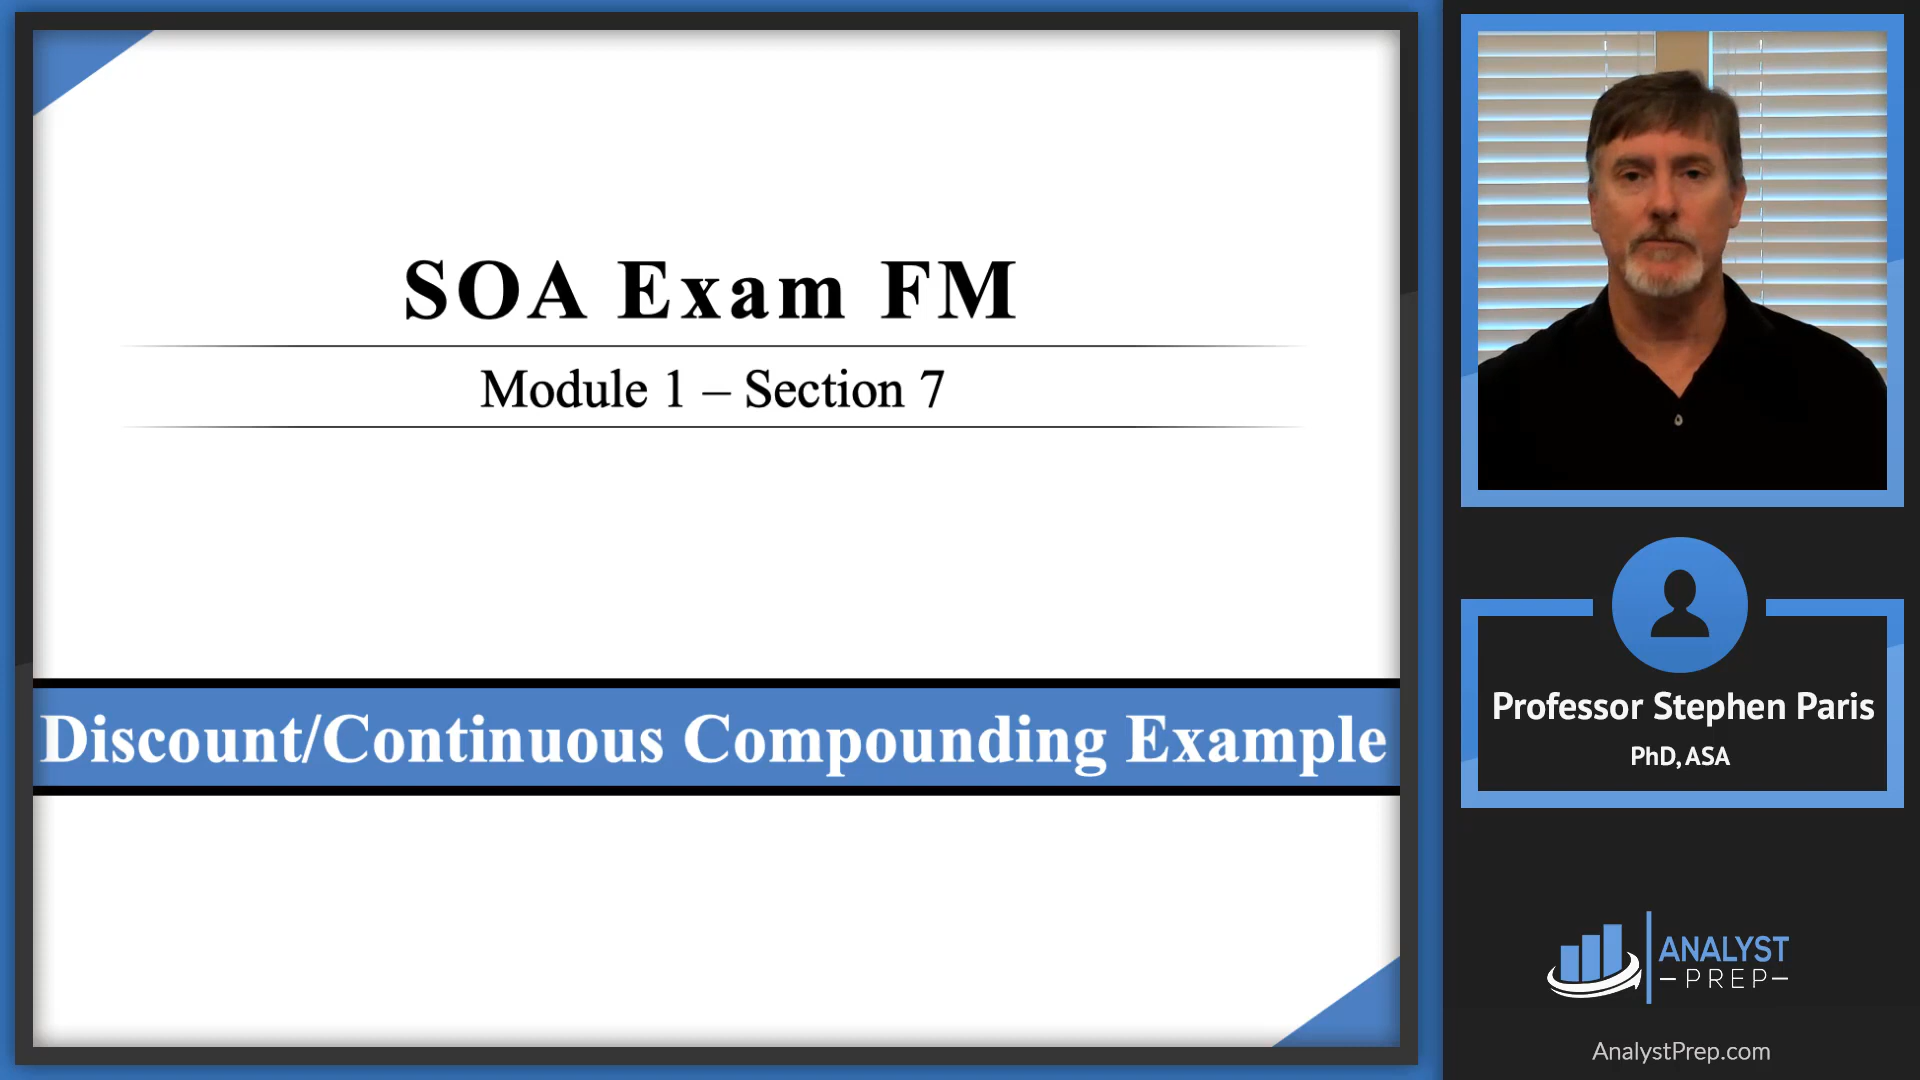 SOA Exam FM
Module 1 – Section 7
Discount/Continuous Compounding Example
Professor Stephen Paris
PhD, ASA
ANALYST
PREP
AnalystPrep.com